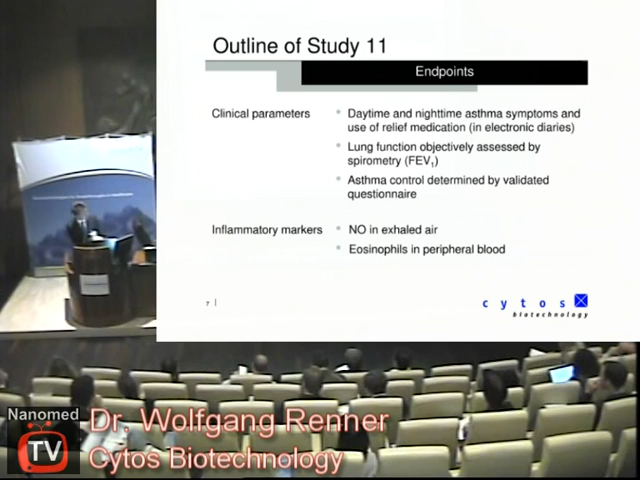 Outline of Study 11
Endpoints
Clinical parameters
• Daytime and nighttime asthma symptoms and
use of relief medication (in electronic diaries)
• Lung function objectively assessed by
spirometry (FEV₁)
• Asthma control determined by validated
questionnaire
Inflammatory markers
• NO in exhaled air
• Eosinophils in peripheral blood
7 |
cytos
biotechnology
Nanomed
TV
Dr. Wolfgang Renner
Cytos Biotechnology